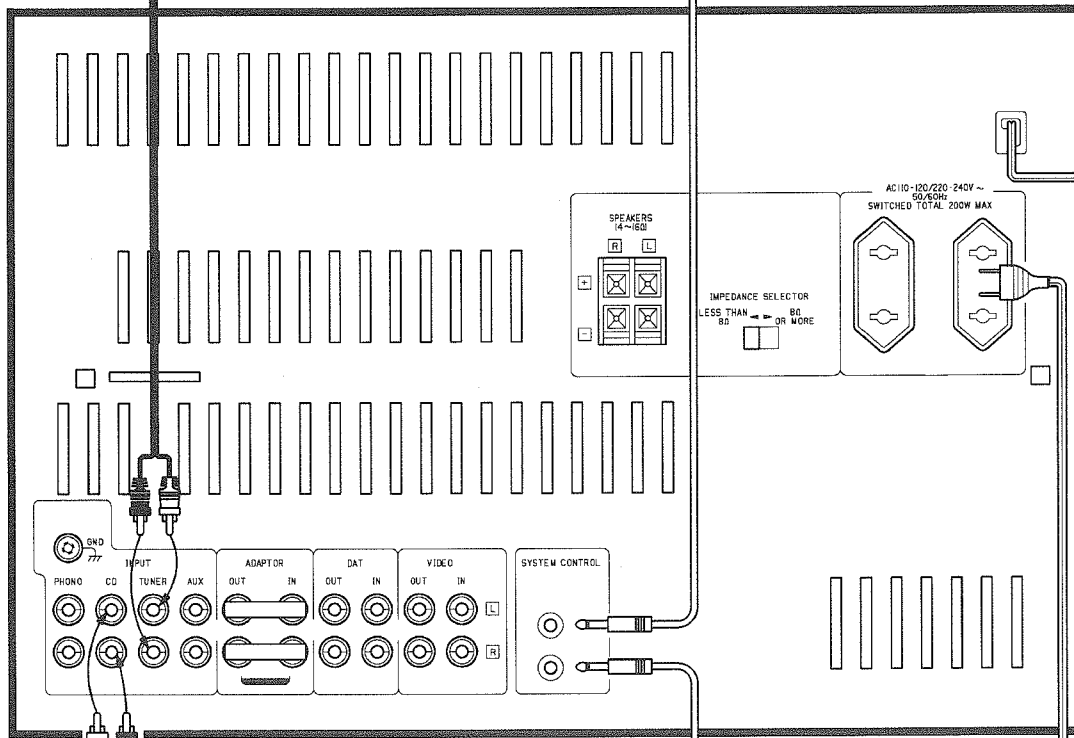 AC110-120/220-240V ~
50/60Hz
SWITCHED TOTAL 200W MAX
SPEAKERS
(4~16Ω)
R L
+
-
IMPEDANCE SELECTOR
LESS THAN 8Ω ◄ ► 8Ω OR MORE
GND
INPUT ADAPTOR DAT VIDEO SYSTEM CONTROL
PHONO CD TUNER AUX OUT IN OUT IN OUT IN
L
R